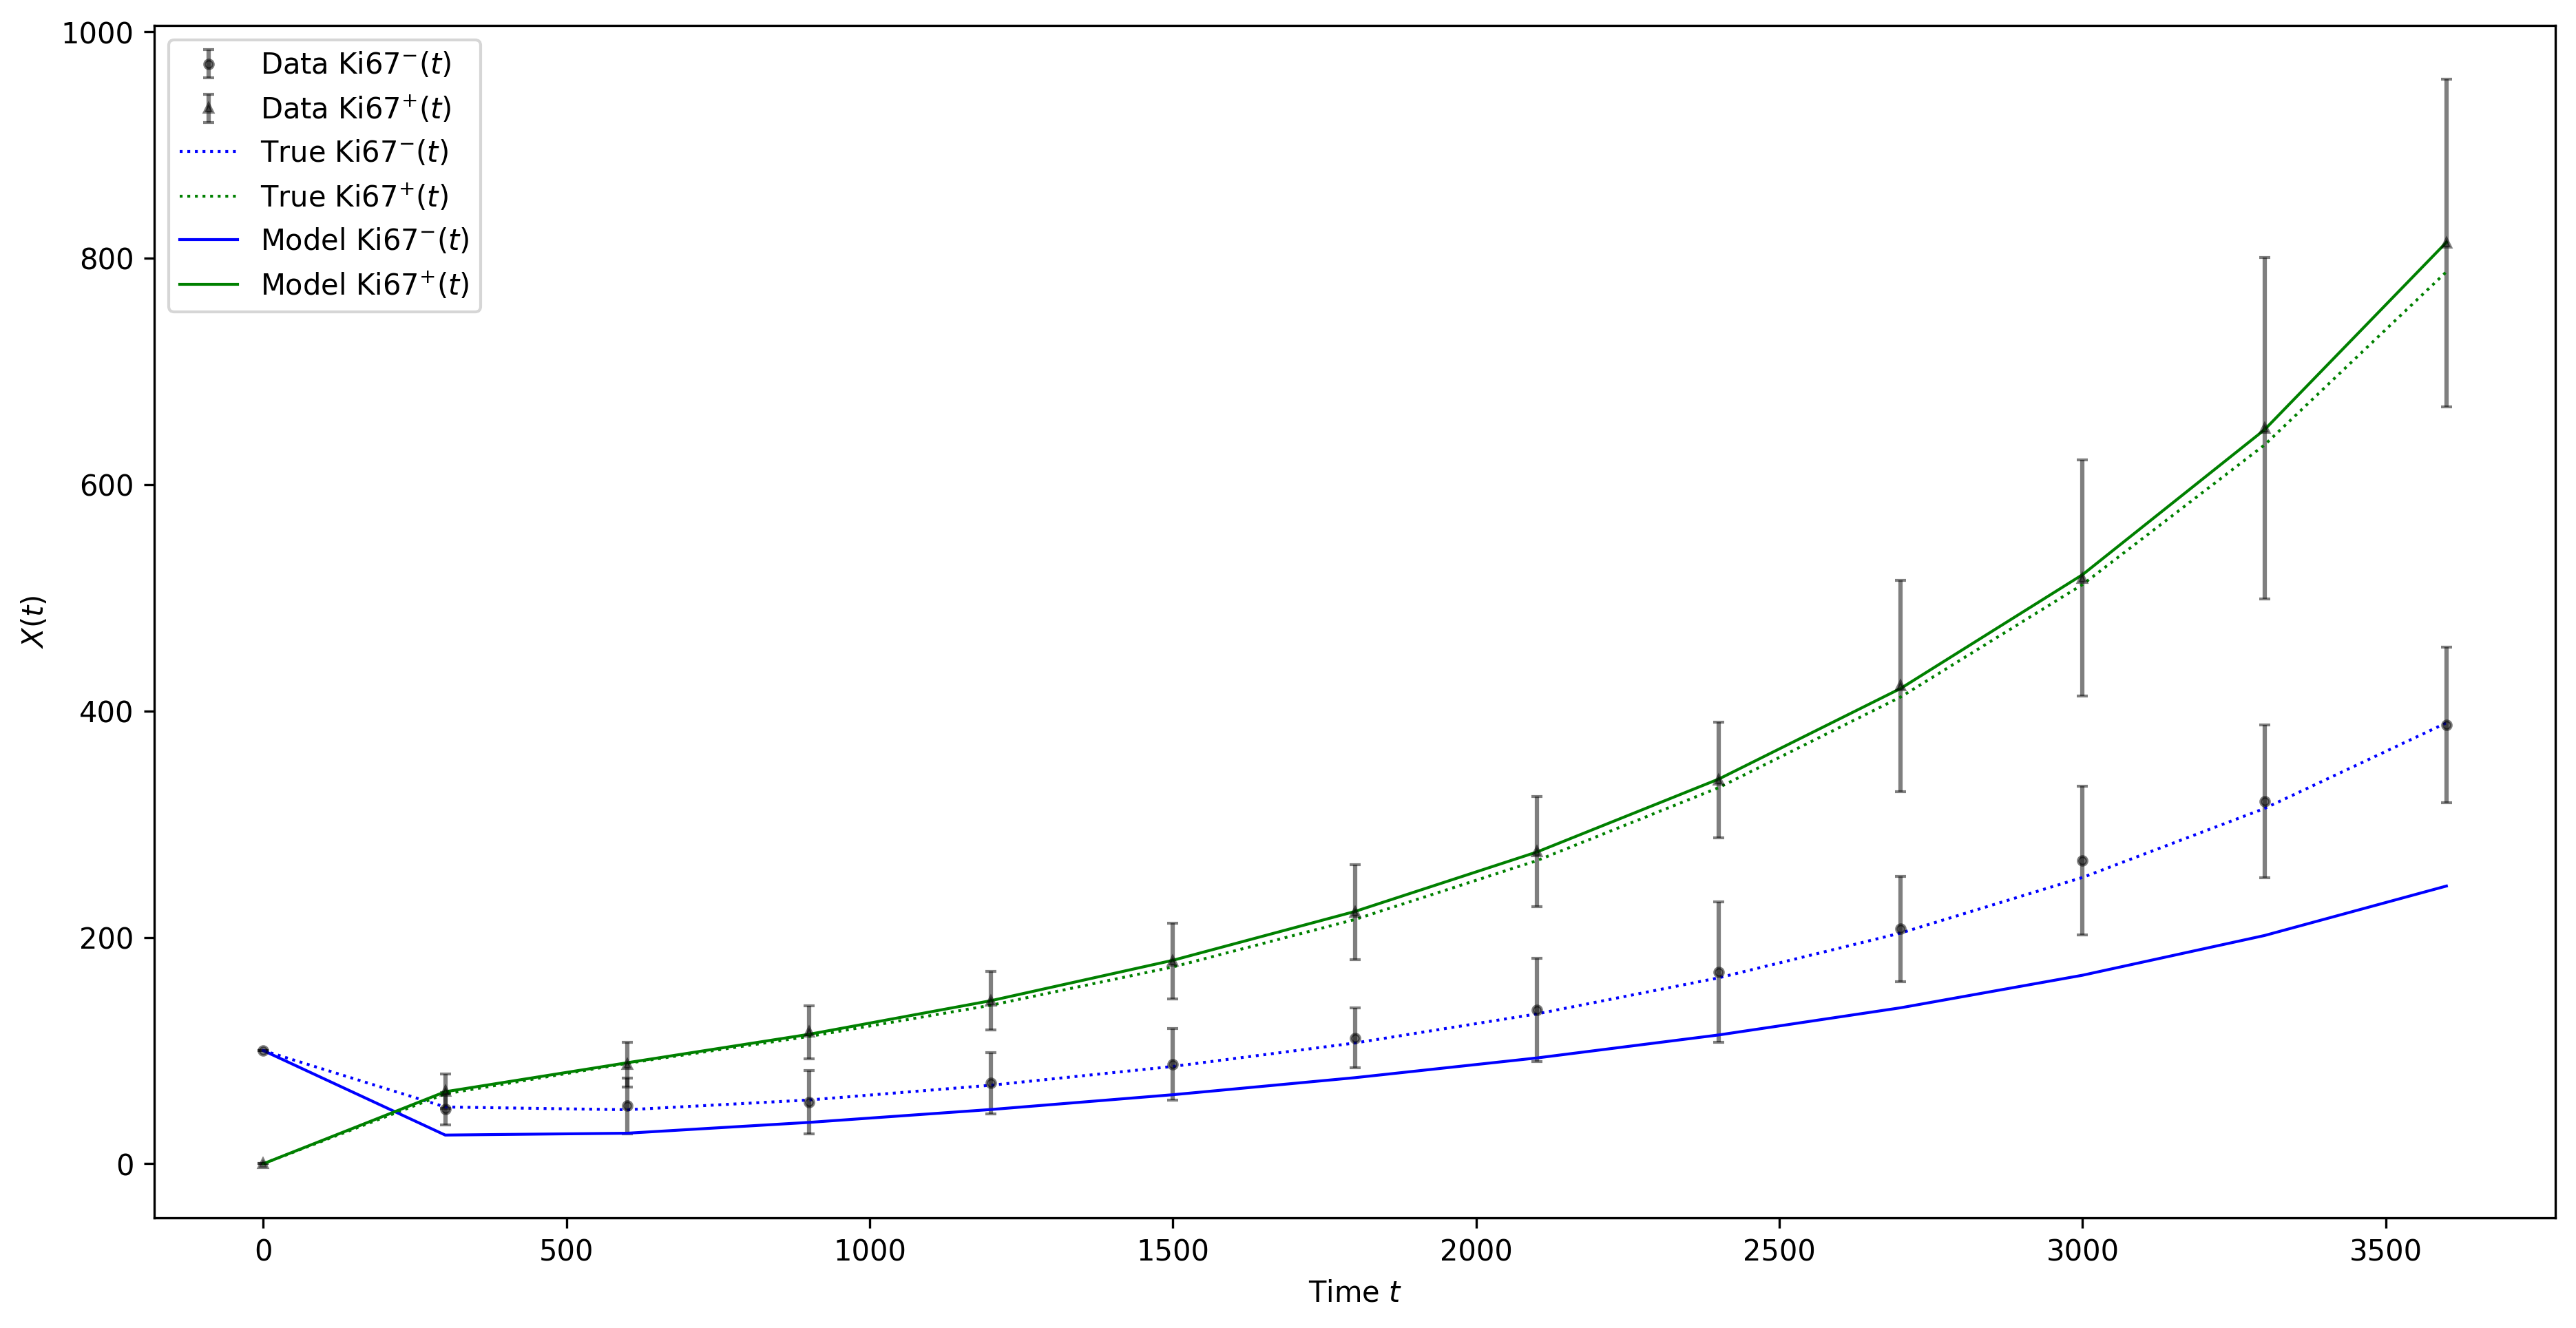 1000
800
600
400
200
0
X(t)
Data Ki67⁻(t)
Data Ki67⁺(t)
True Ki67⁻(t)
True Ki67⁺(t)
Model Ki67⁻(t)
Model Ki67⁺(t)
0 500 1000 1500 2000 2500 3000 3500
Time t